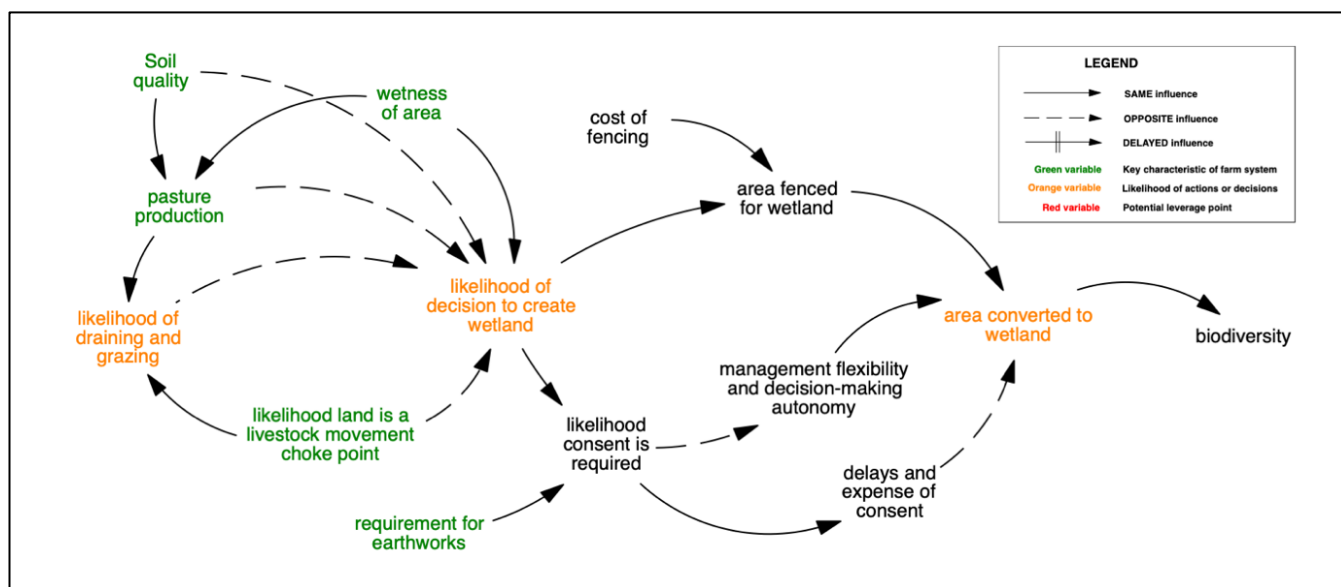 Soil
quality
wetness
of area
cost of
fencing
pasture
production
area fenced
for wetland
likelihood of
decision to create
wetland
likelihood of
draining and
grazing
area converted to
wetland
biodiversity
management flexibility
and decision-making
autonomy
likelihood land is a
livestock movement
choke point
likelihood
consent is
required
delays and
expense of
consent
requirement for
earthworks
LEGEND
SAME influence
OPPOSITE influence
DELAYED influence
Green variable Key characteristic of farm system
Orange variable Likelihood of actions or decisions
Red variable Potential leverage point